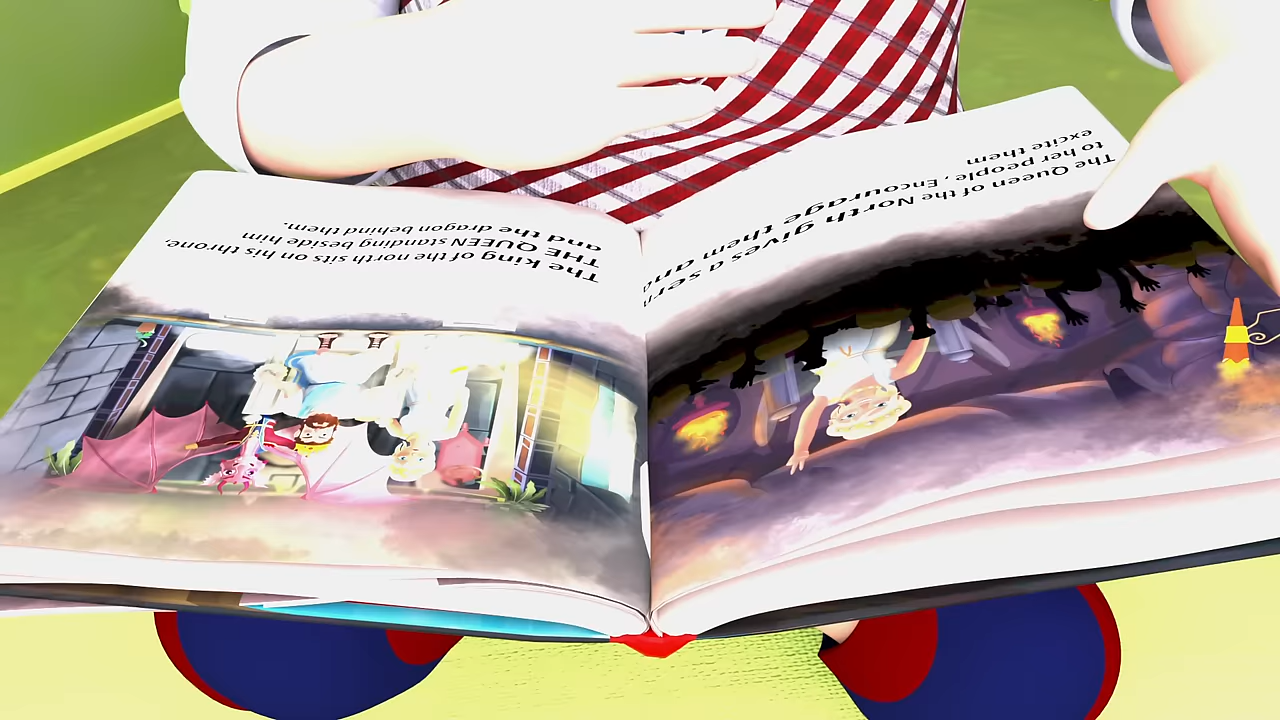 The Queen of the North gives a
to her people , Encourage them and
excite them
The king of the north sits on his throne,
THE QUEEN standing beside him
and the dragon behind them.